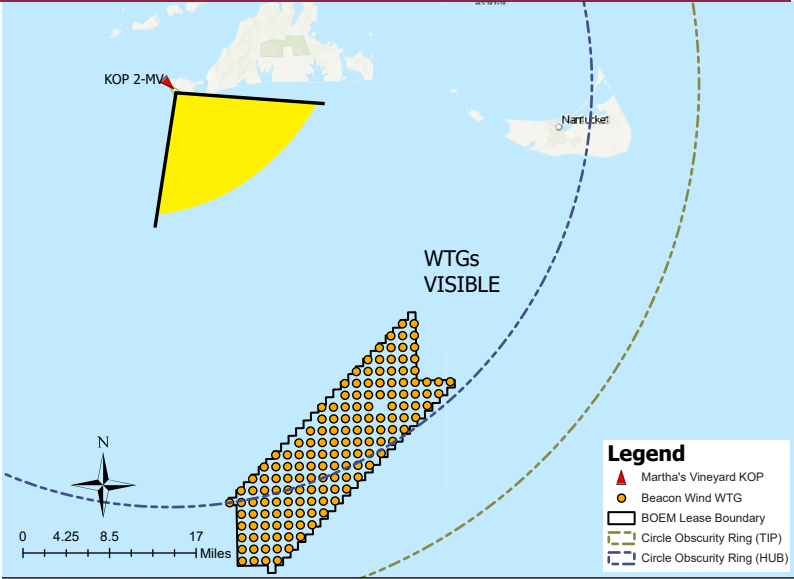 KOP 2-MV
Nantucket
WTGs
VISIBLE
N
0 4.25 8.5 17
Miles
Legend
Martha's Vineyard KOP
Beacon Wind WTG
BOEM Lease Boundary
Circle Obscurity Ring (TIP)
Circle Obscurity Ring (HUB)